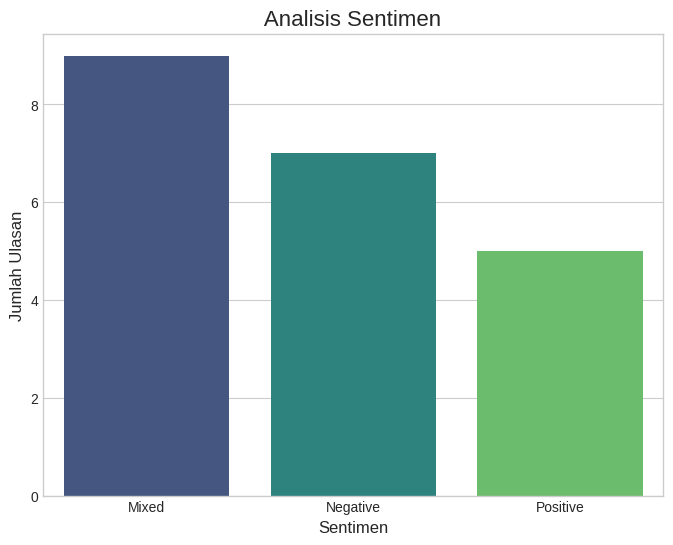 Analisis Sentimen
Jumlah Ulasan
8
6
4
2
0
Mixed Negative Positive
Sentimen